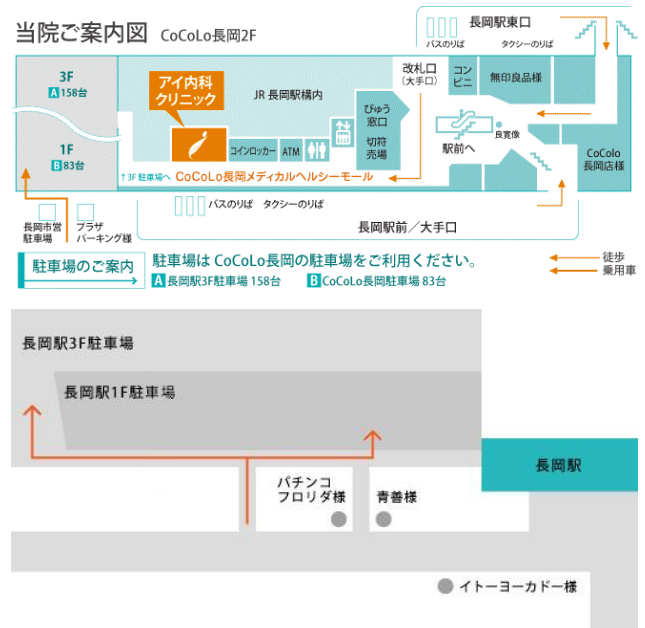 当院ご案内図 CoCoLo長岡2F
長岡駅東口
バスのりば タクシーのりば
3F
A 158台
1F
B 83台
アイ内科
クリニック
JR 長岡駅構内
コインロッカー
ATM
びゅう
窓口
切符
売場
改札口
(大手口)
コン
ビニ
無印良品様
駅前へ
良寛像
CoColo
長岡店様
↑3F 駐車場へ CoCoLo長岡メディカルヘルシーモール
バスのりば タクシーのりば
長岡駅前／大手口
長岡市営
駐車場
プラザ
パーキング様
駐車場のご案内
駐車場は CoCoLo長岡の駐車場をご利用ください。
A 長岡駅3F駐車場 158台 B CoCoLo長岡駐車場 83台
徒歩
乗用車
長岡駅3F駐車場
長岡駅1F駐車場
長岡駅
パチンコ
フロリダ様
青善様
イトーヨーカドー様